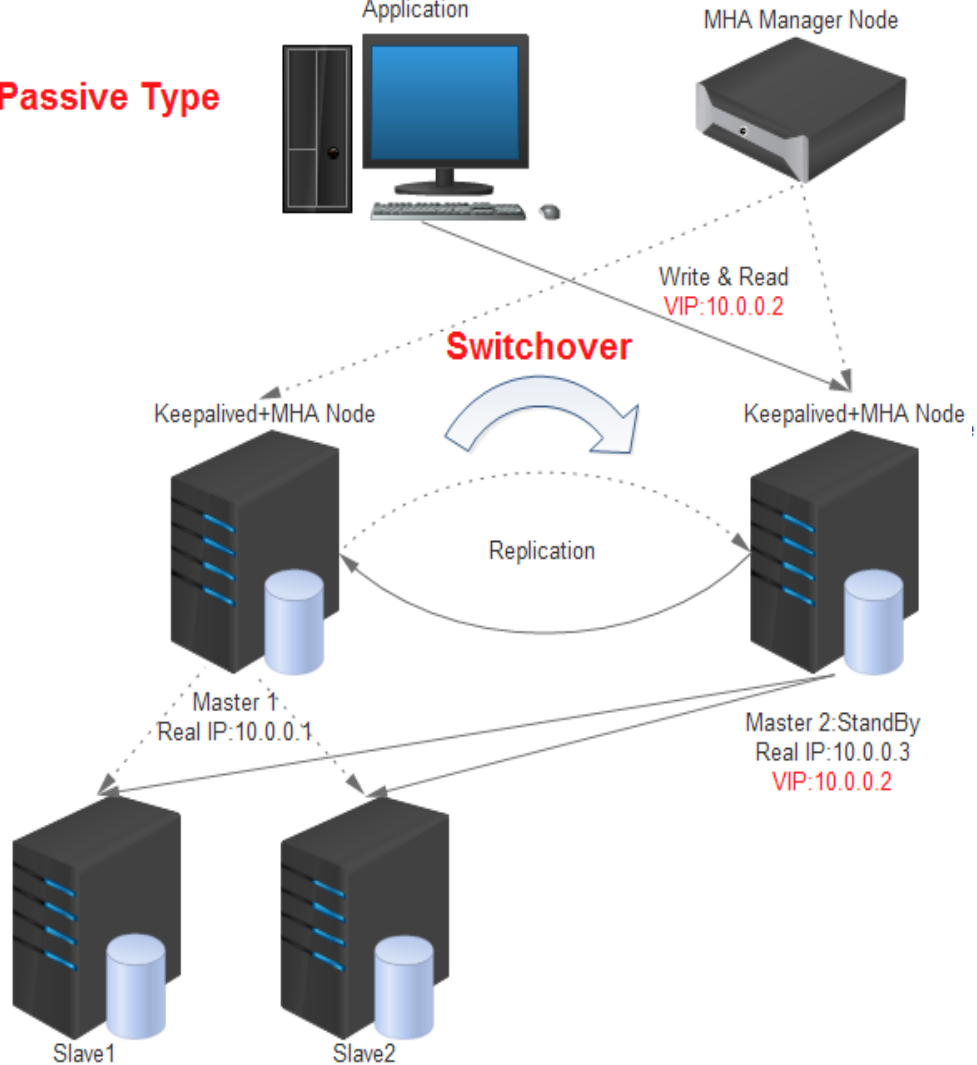 Application
MHA Manager Node
Passive Type
Write & Read
VIP:10.0.0.2
Switchover
Keepalived+MHA Node
Keepalived+MHA Node
Replication
Master 1
Real IP:10.0.0.1
Master 2:StandBy
Real IP:10.0.0.3
VIP:10.0.0.2
Slave1
Slave2